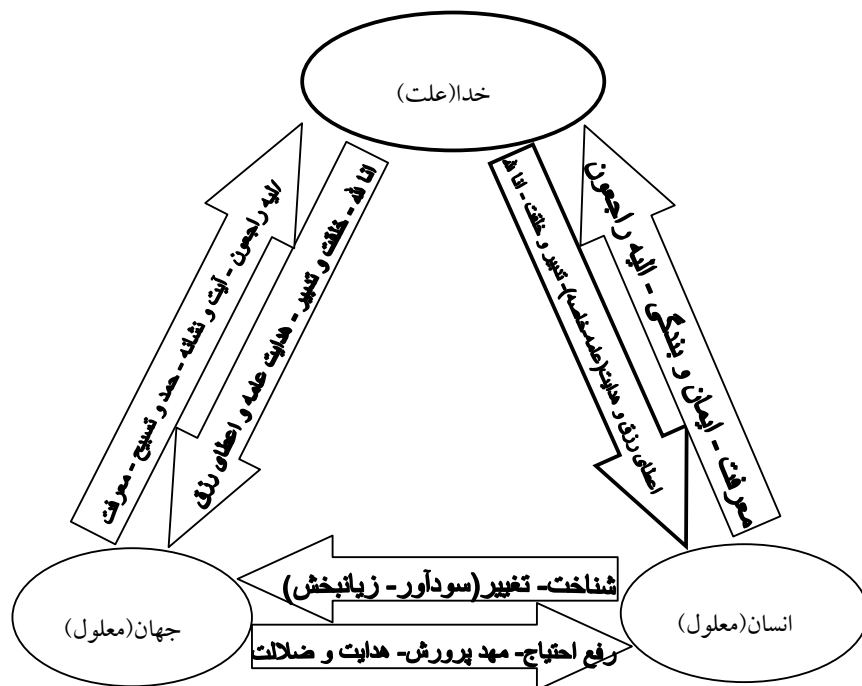 خدا(علت)
الیه راجعون - آیت و نشانه - حمد و تسبیح - معرفت
انا لله - خلقت و تدبیر - هدایت عامه و اعطای رزق
اعطای رزق و هدایت(عامه-خاصه)- تدبیر و خلقت - انا لله
معرفت - ایمان و بندگی - الیه راجعون
شناخت- تغییر(سودآور- زیانبخش)
جهان(معلول)
انسان(معلول)
رفع احتیاج- مهد پرورش- هدایت و ضلالت